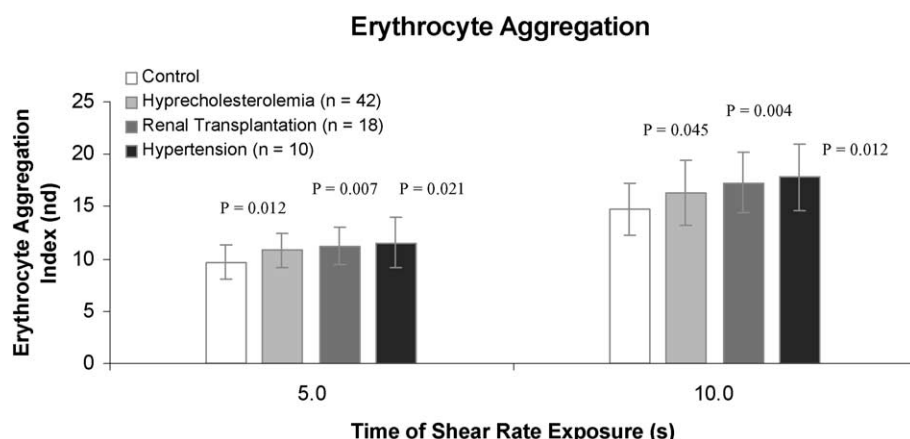 Erythrocyte Aggregation
Control
Hyprecholesterolemia (n = 42)
Renal Transplantation (n = 18)
Hypertension (n = 10)
25
20
15
10
5
0
Erythrocyte Aggregation
Index (nd)
P = 0.012
P = 0.007
P = 0.021
P = 0.045
P = 0.004
P = 0.012
5.0
10.0
Time of Shear Rate Exposure (s)